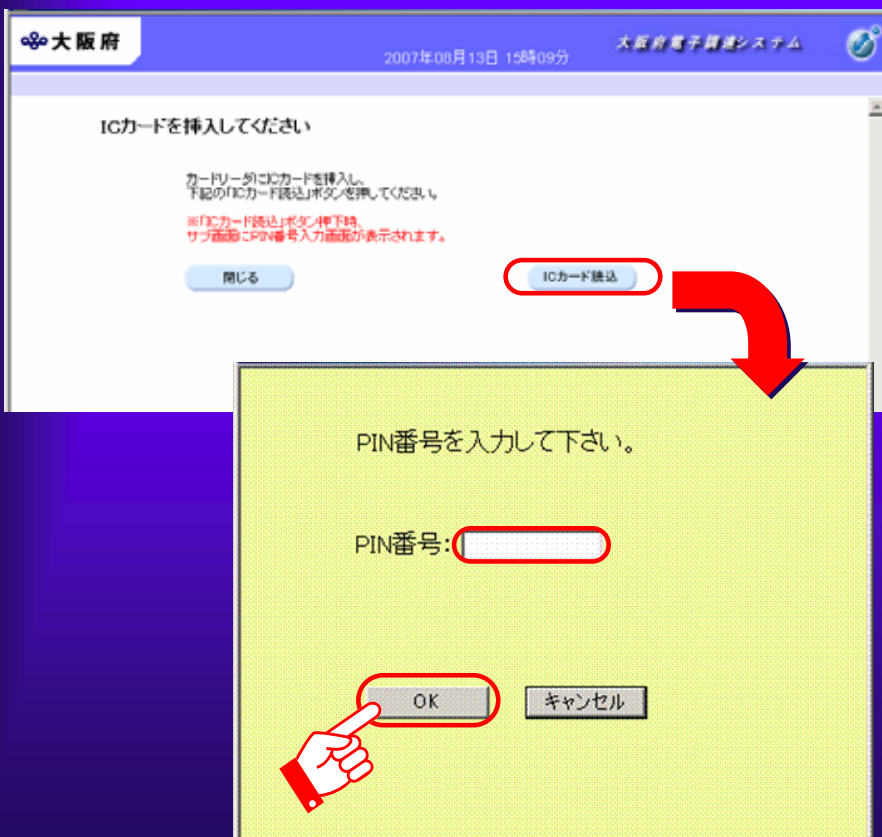 大阪府
2007年08月13日 15時09分
大阪府電子調達システム
ICカードを挿入してください
カードリーダにICカードを挿入し、
下記の「ICカード読込」ボタンを押してください。
※「ICカード読込」ボタン押下時、
サブ画面にPIN番号入力画面が表示されます。
閉じる
ICカード読込
PIN番号を入力して下さい。
PIN番号:
OK
キャンセル